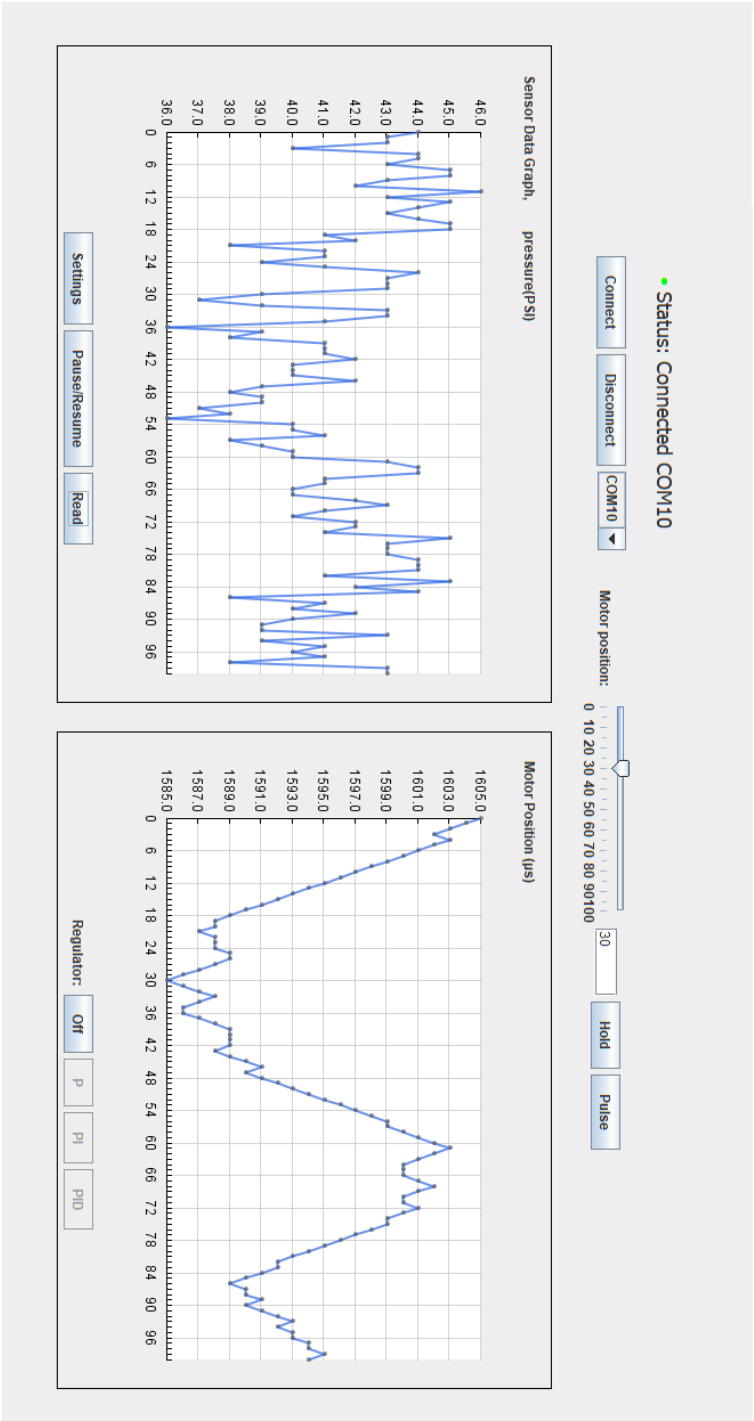 Status: Connected COM10
Connect Disconnect COM10
Motor position:
0 10 20 30 40 50 60 70 80 90100
30
Hold Pulse
Sensor Data Graph, pressure(PSI)
46.0
45.0
44.0
43.0
42.0
41.0
40.0
39.0
38.0
37.0
36.0
0 6 12 18 24 30 36 42 48 54 60 66 72 78 84 90 96
Settings Pause/Resume Read
Motor Position (µs)
1605.0
1603.0
1601.0
1599.0
1597.0
1595.0
1593.0
1591.0
1589.0
1587.0
1585.0
0 6 12 18 24 30 36 42 48 54 60 66 72 78 84 90 96
Regulator: Off P PI PID